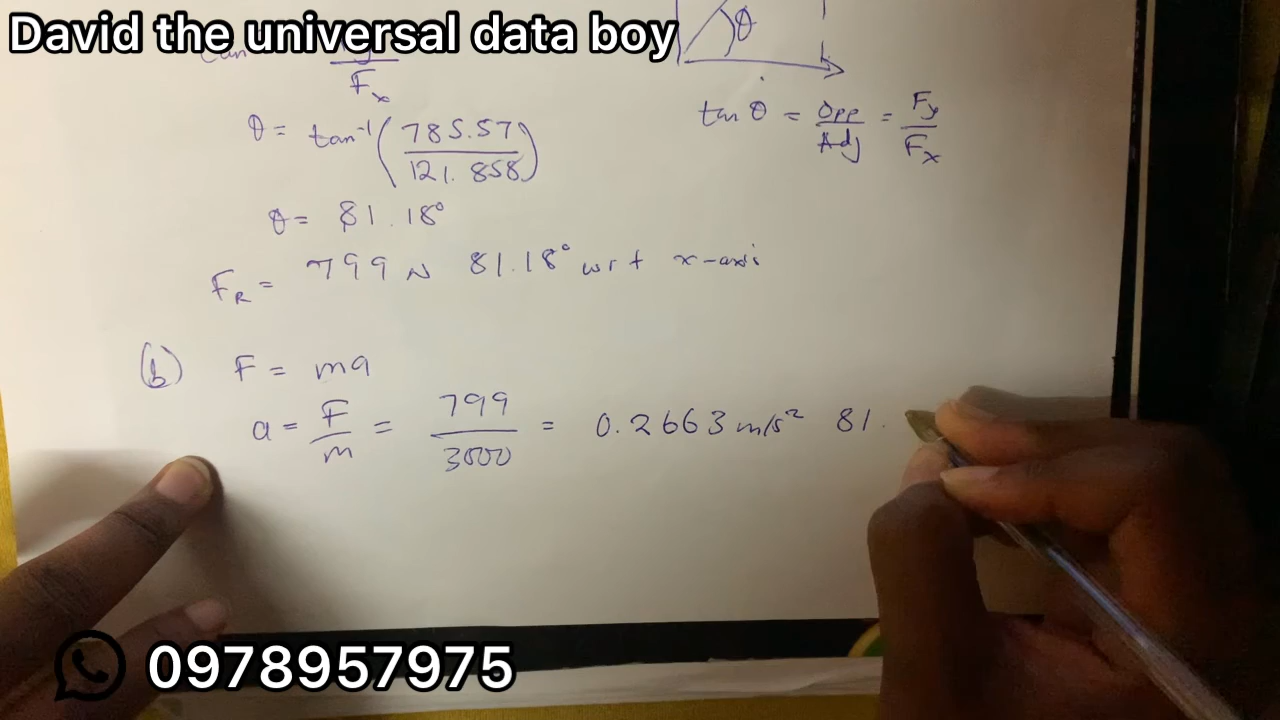 David the universal data boy
θ
Fx
θ = tan⁻¹(785.57/121.858)
tan θ = Opp/Adj = Fy/Fx
θ = 81.18°
FR = 799 N 81.18° wrt x-axis
(b) F = ma
a = F/m = 799/3000 = 0.2663 m/s² 81.
0978957975